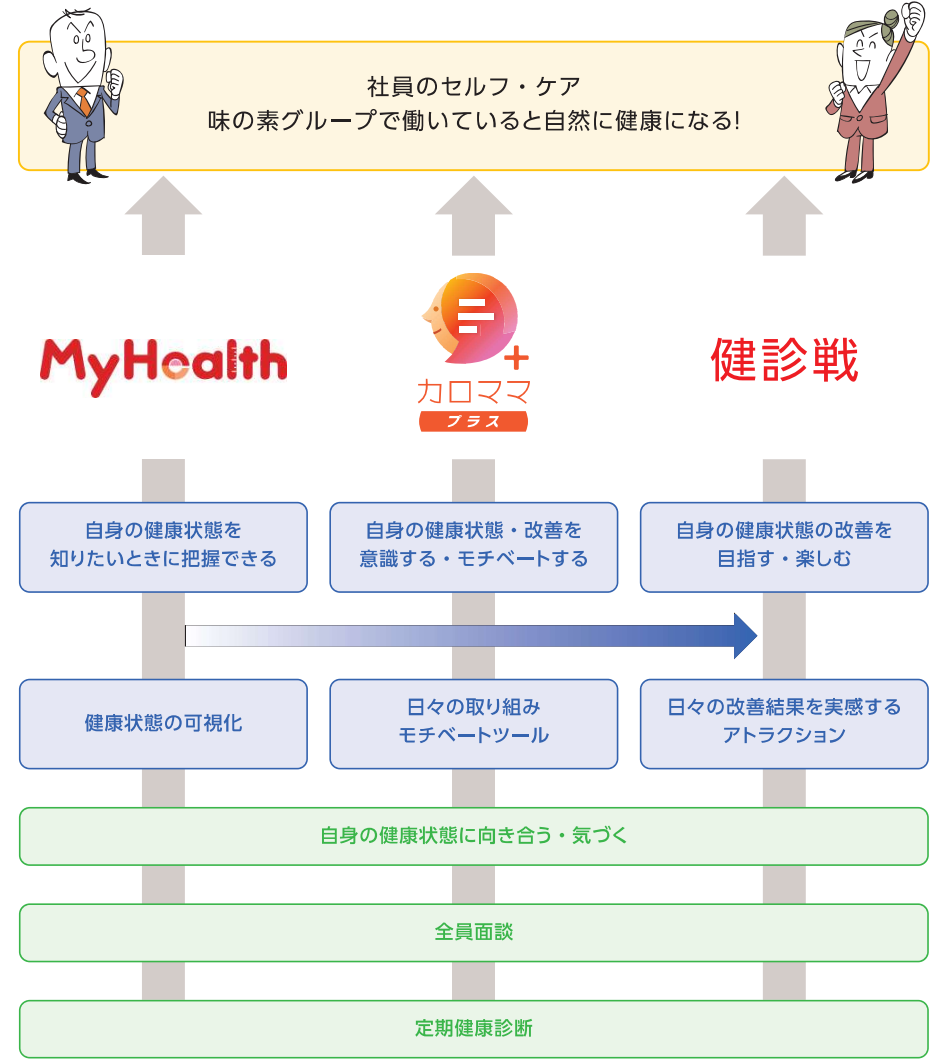 社員のセルフ・ケア
味の素グループで働いていると自然に健康になる!
MyHealth
カロママ
プラス
健診戦
自身の健康状態を
知りたいときに把握できる
自身の健康状態・改善を
意識する・モチベートする
自身の健康状態の改善を
目指す・楽しむ
健康状態の可視化
日々の取り組み
モチベートツール
日々の改善結果を実感する
アトラクション
自身の健康状態に向き合う・気づく
全員面談
定期健康診断